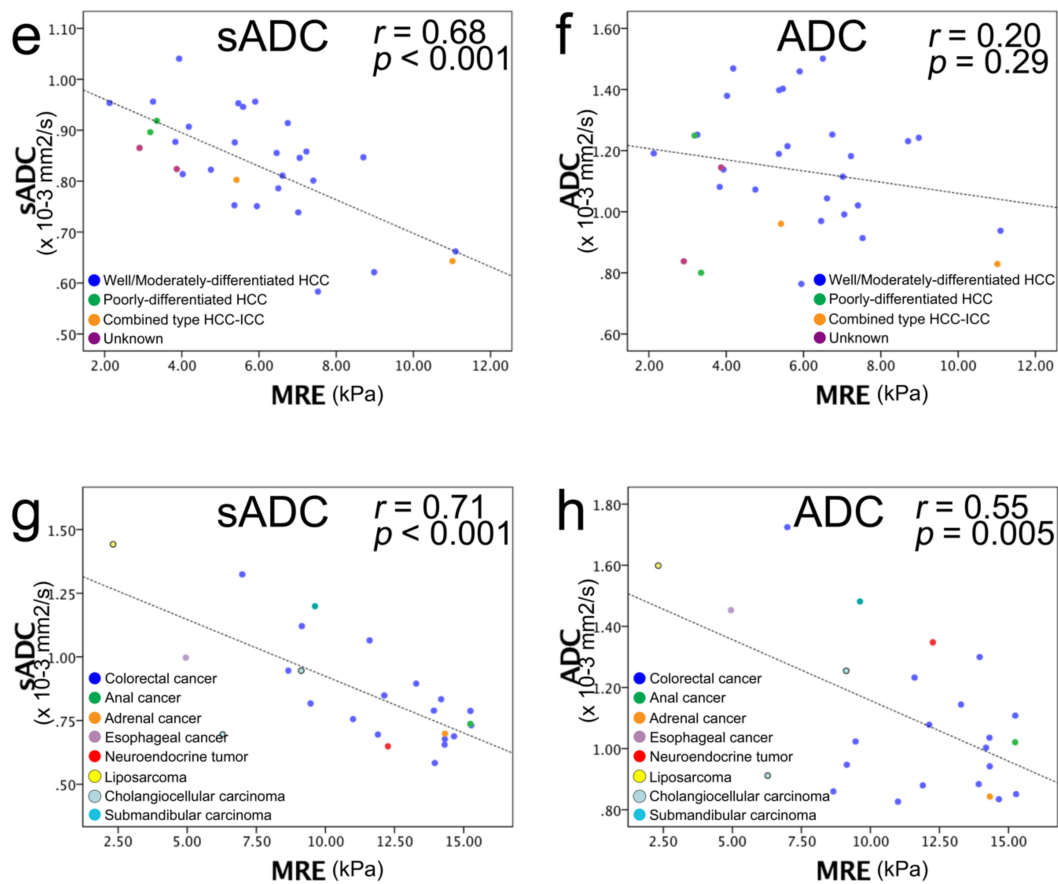 e
sADC
r = 0.68
p < 0.001
1.10
1.00
.90
.80
.70
.60
.50
sADC
(x 10-3 mm2/s)
Well/Moderately-differentiated HCC
Poorly-differentiated HCC
Combined type HCC-ICC
Unknown
2.00 4.00 6.00 8.00 10.00 12.00
MRE (kPa)
f
ADC
r = 0.20
p = 0.29
1.60
1.40
1.20
1.00
.80
.60
ADC
(x 10-3 mm2/s)
Well/Moderately-differentiated HCC
Poorly-differentiated HCC
Combined type HCC-ICC
Unknown
2.00 4.00 6.00 8.00 10.00 12.00
MRE (kPa)
g
sADC
r = 0.71
p < 0.001
1.50
1.25
1.00
0.75
.50
sADC
(x 10-3 mm2/s)
Colorectal cancer
Anal cancer
Adrenal cancer
Esophageal cancer
Neuroendocrine tumor
Liposarcoma
Cholangiocellular carcinoma
Submandibular carcinoma
2.50 5.00 7.50 10.00 12.50 15.00
MRE (kPa)
h
ADC
r = 0.55
p = 0.005
1.80
1.60
1.40
1.20
1.00
.80
ADC
(x 10-3 mm2/s)
Colorectal cancer
Anal cancer
Adrenal cancer
Esophageal cancer
Neuroendocrine tumor
Liposarcoma
Cholangiocellular carcinoma
Submandibular carcinoma
2.50 5.00 7.50 10.00 12.50 15.00
MRE (kPa)